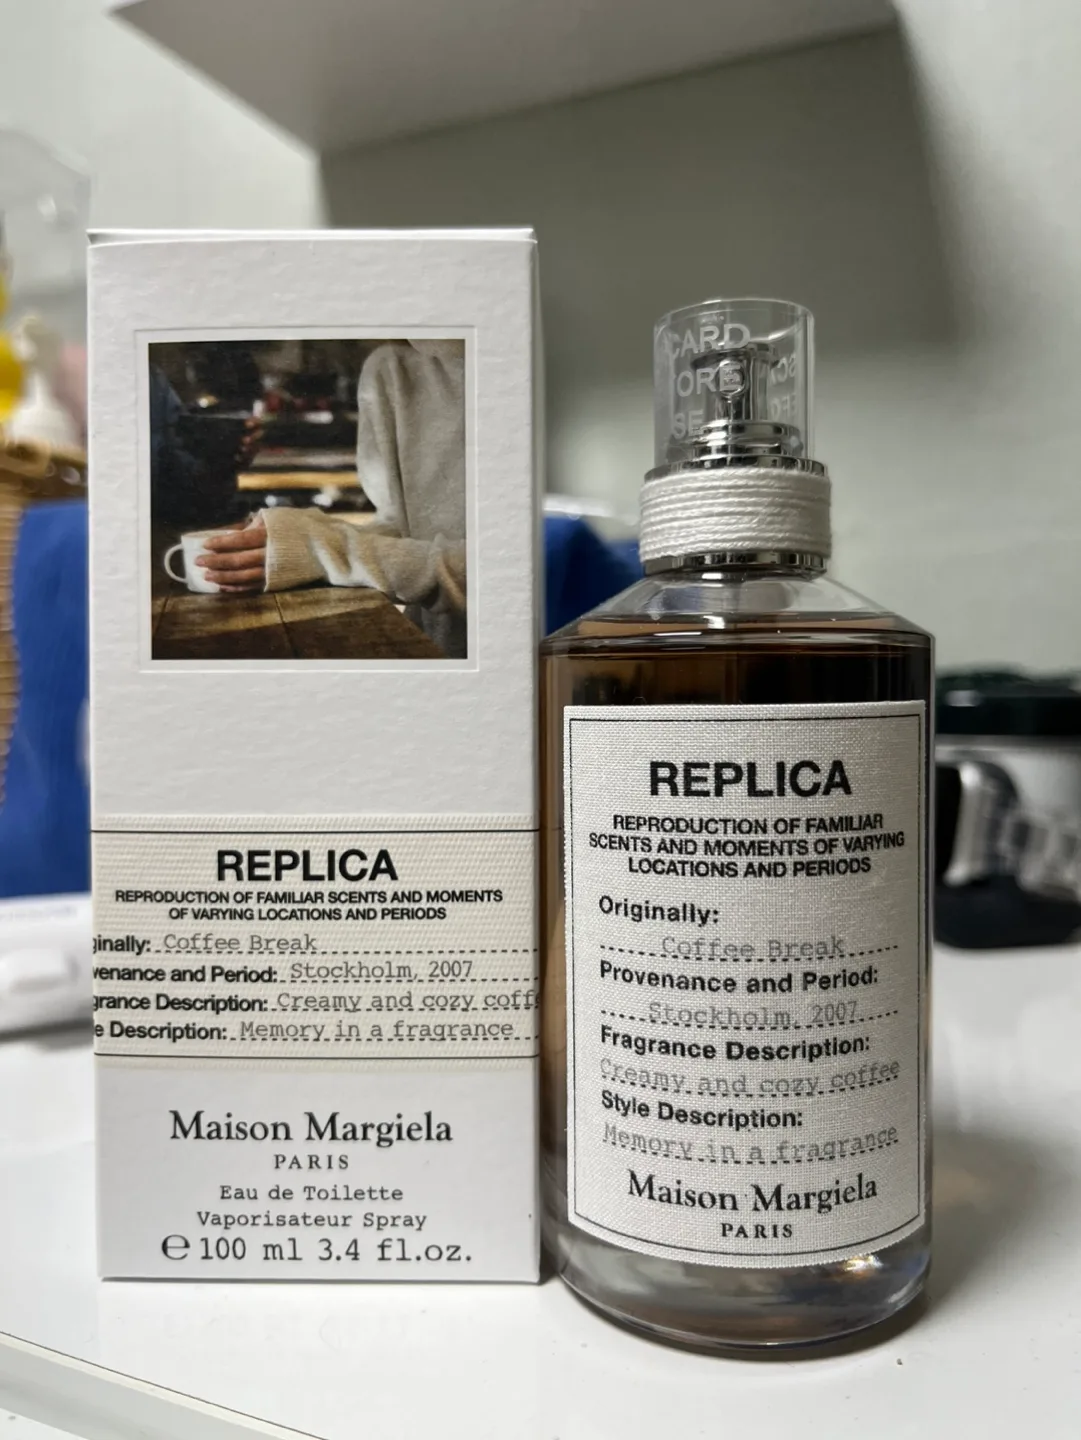 REPLICA
REPRODUCTION OF FAMILIAR SCENTS AND MOMENTS
OF VARYING LOCATIONS AND PERIODS
ginally: Coffee Break
venance and Period: Stockholm, 2007
grance Description: Creamy and cozy coff
e Description: Memory in a fragrance
Maison Margiela
PARIS
Eau de Toilette
Vaporisateur Spray
℮ 100 ml 3.4 fl.oz.
CARD
ORE
SE
REPLICA
REPRODUCTION OF FAMILIAR
SCENTS AND MOMENTS OF VARYING
LOCATIONS AND PERIODS
Originally:
Coffee Break
Provenance and Period:
Stockholm, 2007
Fragrance Description:
Creamy and cozy coffee
Style Description:
Memory in a fragrance
Maison Margiela
PARIS